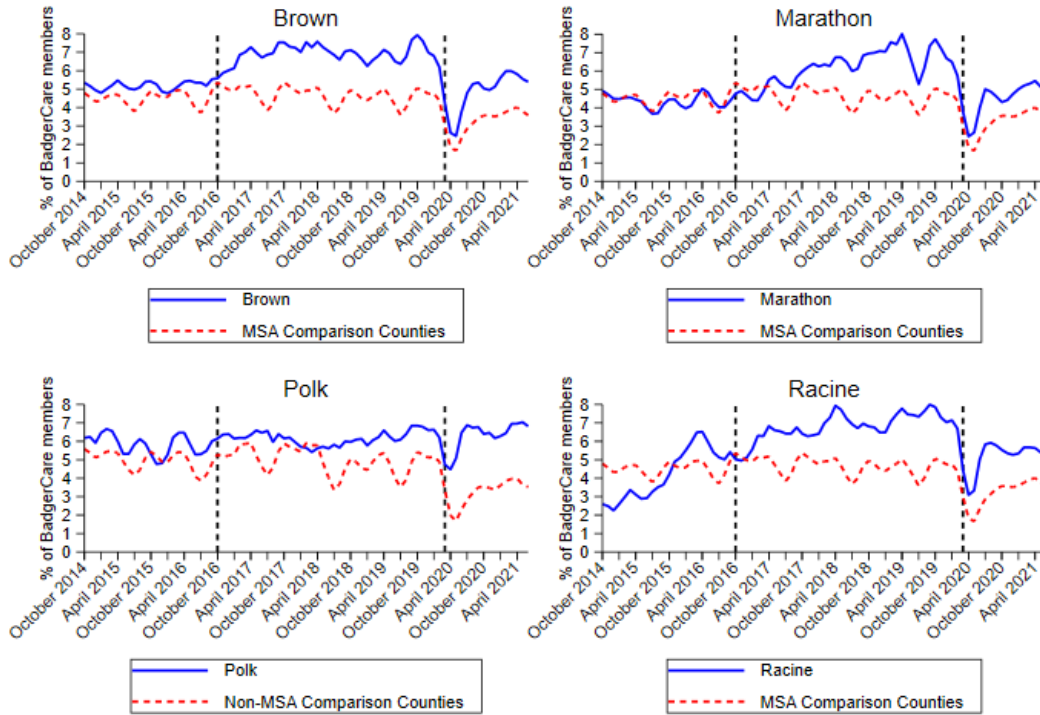 Brown
% of BadgerCare members
8
7
6
5
4
3
2
1
0
October 2014
April 2015
October 2015
April 2016
October 2016
April 2017
October 2017
April 2018
October 2018
April 2019
October 2019
April 2020
October 2020
April 2021
Brown
MSA Comparison Counties
Marathon
% of BadgerCare members
8
7
6
5
4
3
2
1
0
October 2014
April 2015
October 2015
April 2016
October 2016
April 2017
October 2017
April 2018
October 2018
April 2019
October 2019
April 2020
October 2020
April 2021
Marathon
MSA Comparison Counties
Polk
% of BadgerCare members
8
7
6
5
4
3
2
1
0
October 2014
April 2015
October 2015
April 2016
October 2016
April 2017
October 2017
April 2018
October 2018
April 2019
October 2019
April 2020
October 2020
April 2021
Polk
Non-MSA Comparison Counties
Racine
% of BadgerCare members
8
7
6
5
4
3
2
1
0
October 2014
April 2015
October 2015
April 2016
October 2016
April 2017
October 2017
April 2018
October 2018
April 2019
October 2019
April 2020
October 2020
April 2021
Racine
MSA Comparison Counties